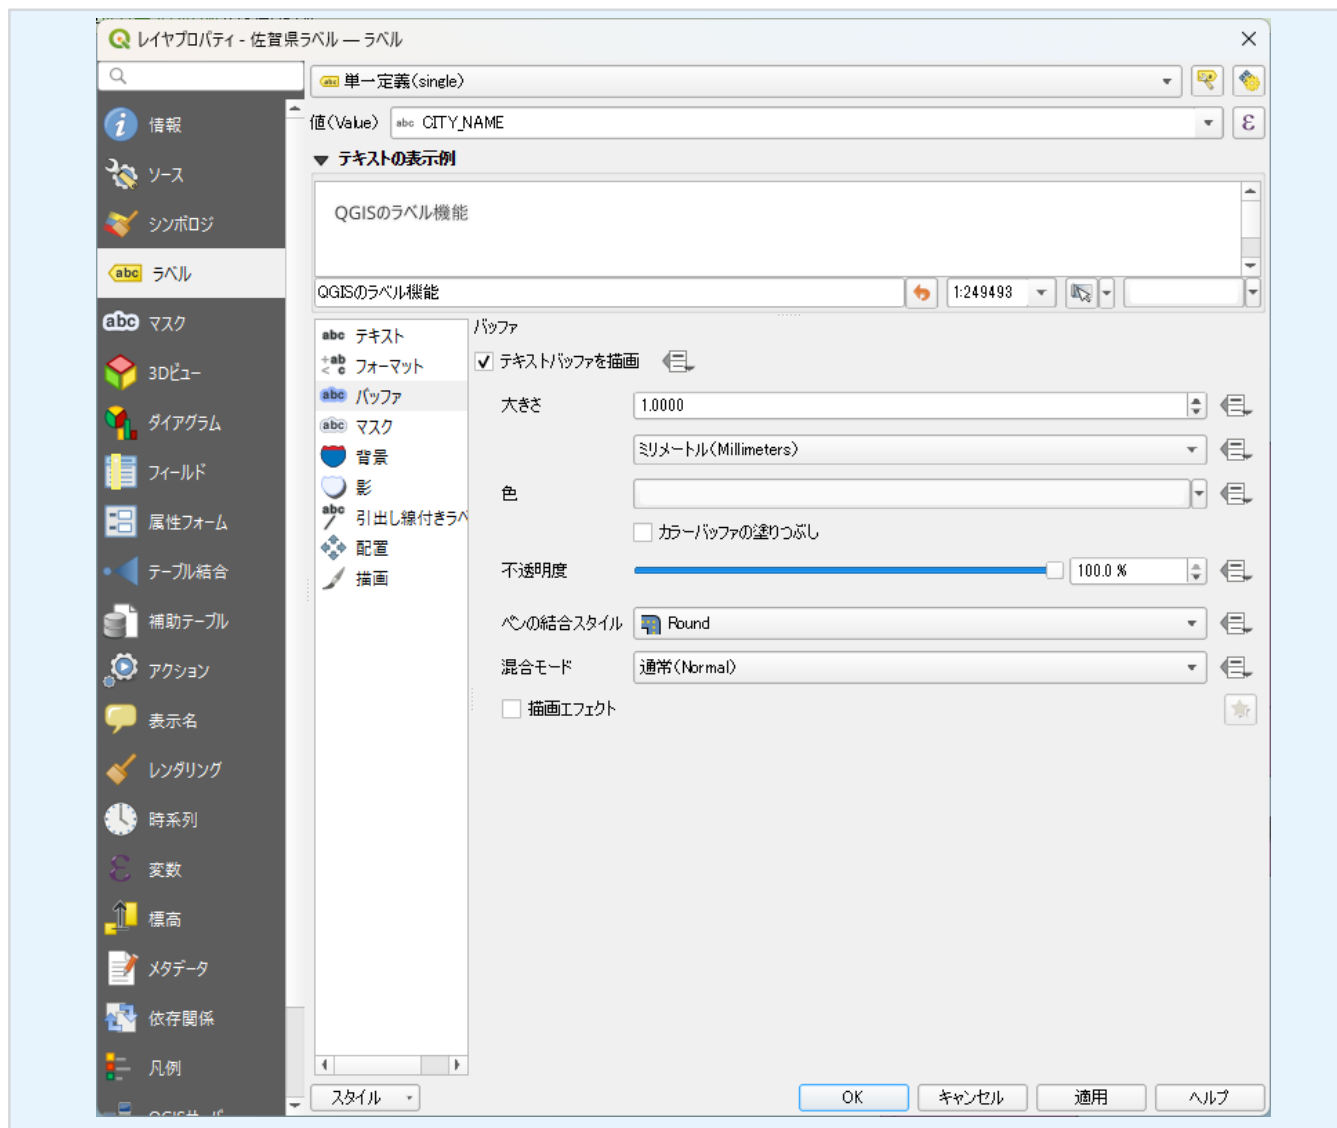 レイヤプロパティ - 佐賀県ラベル — ラベル
abc 単一定義(single)
値(Value) abc CITY_NAME
テキストの表示例
QGISのラベル機能
QGISのラベル機能 1:249493
情報
ソース
シンボロジ
abc ラベル
abc マスク
3Dビュー
ダイアグラム
フィールド
属性フォーム
テーブル結合
補助テーブル
アクション
表示名
レンダリング
時系列
変数
標高
メタデータ
依存関係
凡例
abc テキスト
+ab < c フォーマット
abc バッファ
abc マスク
背景
影
abc 引出し線付きラベ
配置
描画
バッファ
テキストバッファを描画
大きさ 1.0000
ミリメートル(Millimeters)
色
カラーバッファの塗りつぶし
不透明度 100.0 %
ペンの結合スタイル Round
混合モード 通常(Normal)
描画エフェクト
スタイル OK キャンセル 適用 ヘルプ